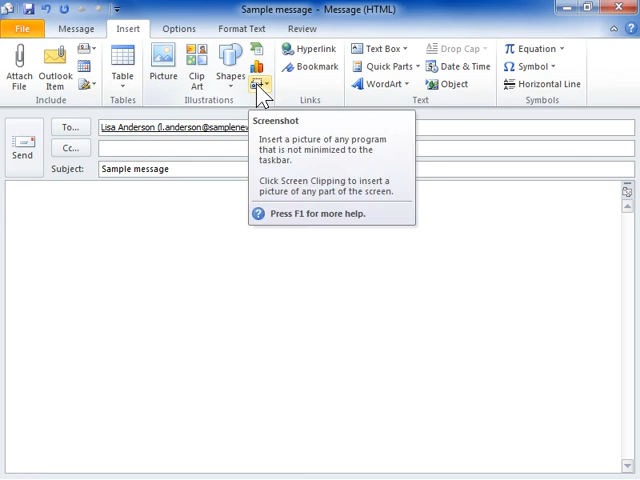 Sample message - Message (HTML)
File Message Insert Options Format Text Review
Attach File
Outlook Item
Include
Table
Tables
Picture
Clip Art
Shapes
Illustrations
Hyperlink
Bookmark
Links
Text Box
Quick Parts
WordArt
Drop Cap
Date & Time
Object
Text
Equation
Symbol
Horizontal Line
Symbols
Send
To... Lisa Anderson (l.anderson@samplenew
Cc...
Subject: Sample message
Screenshot
Insert a picture of any program
that is not minimized to the
taskbar.
Click Screen Clipping to insert a
picture of any part of the screen.
Press F1 for more help.